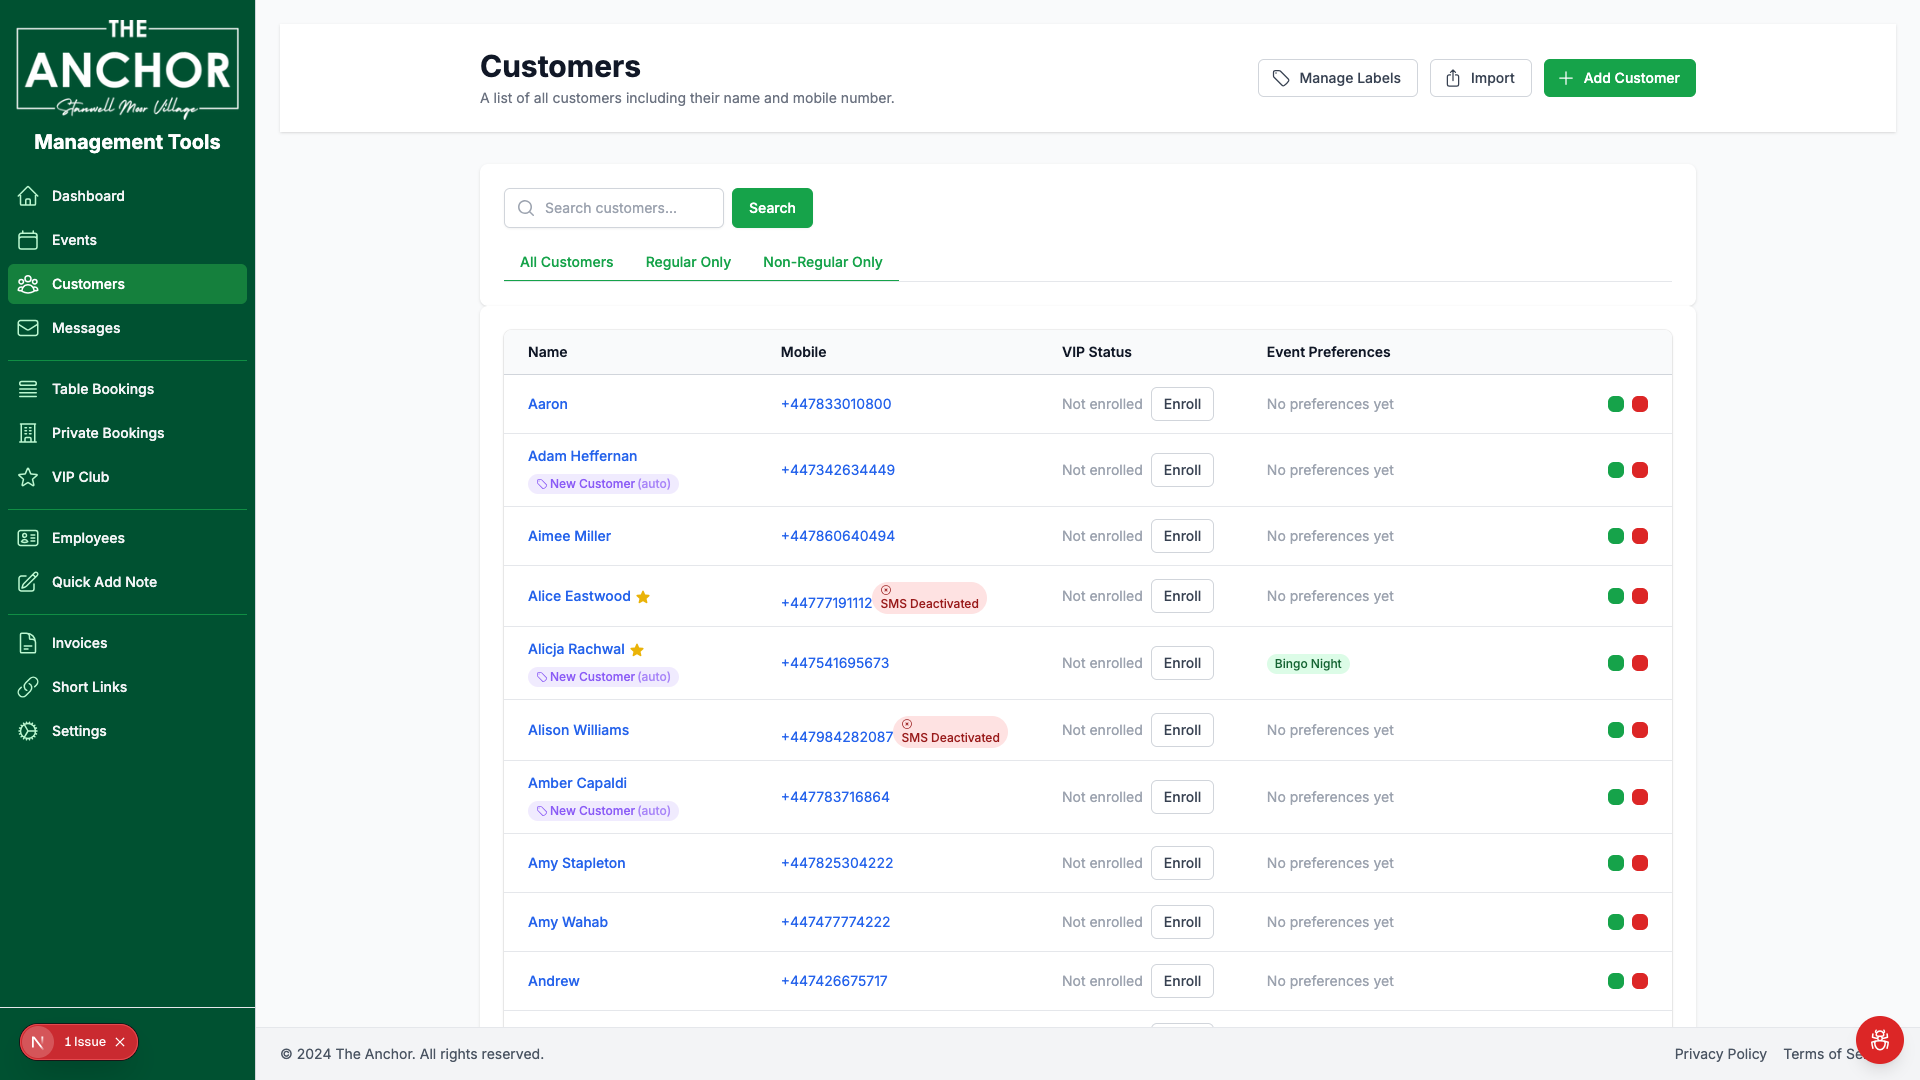 THE
ANCHOR
Stanwell Moor Village
Management Tools
Dashboard
Events
Customers
Messages
Table Bookings
Private Bookings
VIP Club
Employees
Quick Add Note
Invoices
Short Links
Settings
N 1 Issue
Customers
A list of all customers including their name and mobile number.
Manage Labels Import Add Customer
Search customers... Search
All Customers Regular Only Non-Regular Only
Name Mobile VIP Status Event Preferences
Aaron +447833010800 Not enrolled Enroll No preferences yet
Adam Heffernan
New Customer (auto)
+447342634449 Not enrolled Enroll No preferences yet
Aimee Miller +447860640494 Not enrolled Enroll No preferences yet
Alice Eastwood +44777191112 SMS Deactivated Not enrolled Enroll No preferences yet
Alicja Rachwal
New Customer (auto)
+447541695673 Not enrolled Enroll Bingo Night
Alison Williams +447984282087 SMS Deactivated Not enrolled Enroll No preferences yet
Amber Capaldi
New Customer (auto)
+447783716864 Not enrolled Enroll No preferences yet
Amy Stapleton +447825304222 Not enrolled Enroll No preferences yet
Amy Wahab +447477774222 Not enrolled Enroll No preferences yet
Andrew +447426675717 Not enrolled Enroll No preferences yet
© 2024 The Anchor. All rights reserved.
Privacy Policy Terms of